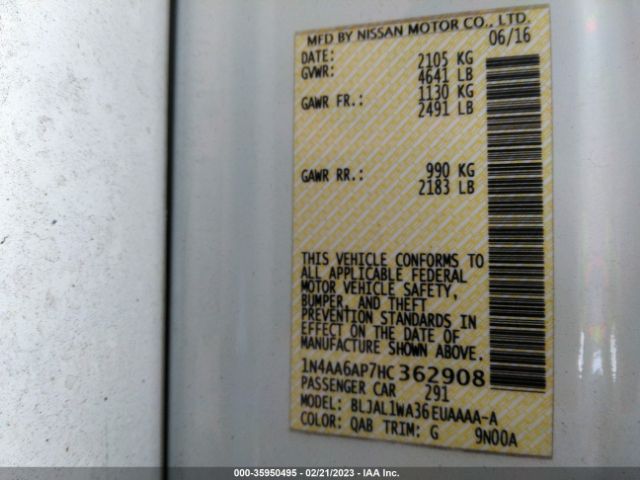 MFD BY NISSAN MOTOR CO., LTD.
DATE: 06/16
GVWR: 2105 KG
4641 LB
GAWR FR.: 1130 KG
2491 LB
GAWR RR.: 990 KG
2183 LB
THIS VEHICLE CONFORMS TO
ALL APPLICABLE FEDERAL
MOTOR VEHICLE SAFETY,
BUMPER, AND THEFT
PREVENTION STANDARDS IN
EFFECT ON THE DATE OF
MANUFACTURE SHOWN ABOVE.
1N4AA6AP7HC362908
PASSENGER CAR 291
MODEL: BLJAL1WA36EUAAAA-A
COLOR: QAB TRIM: G 9N00A
000-35950495 - 02/21/2023 - IAA Inc.